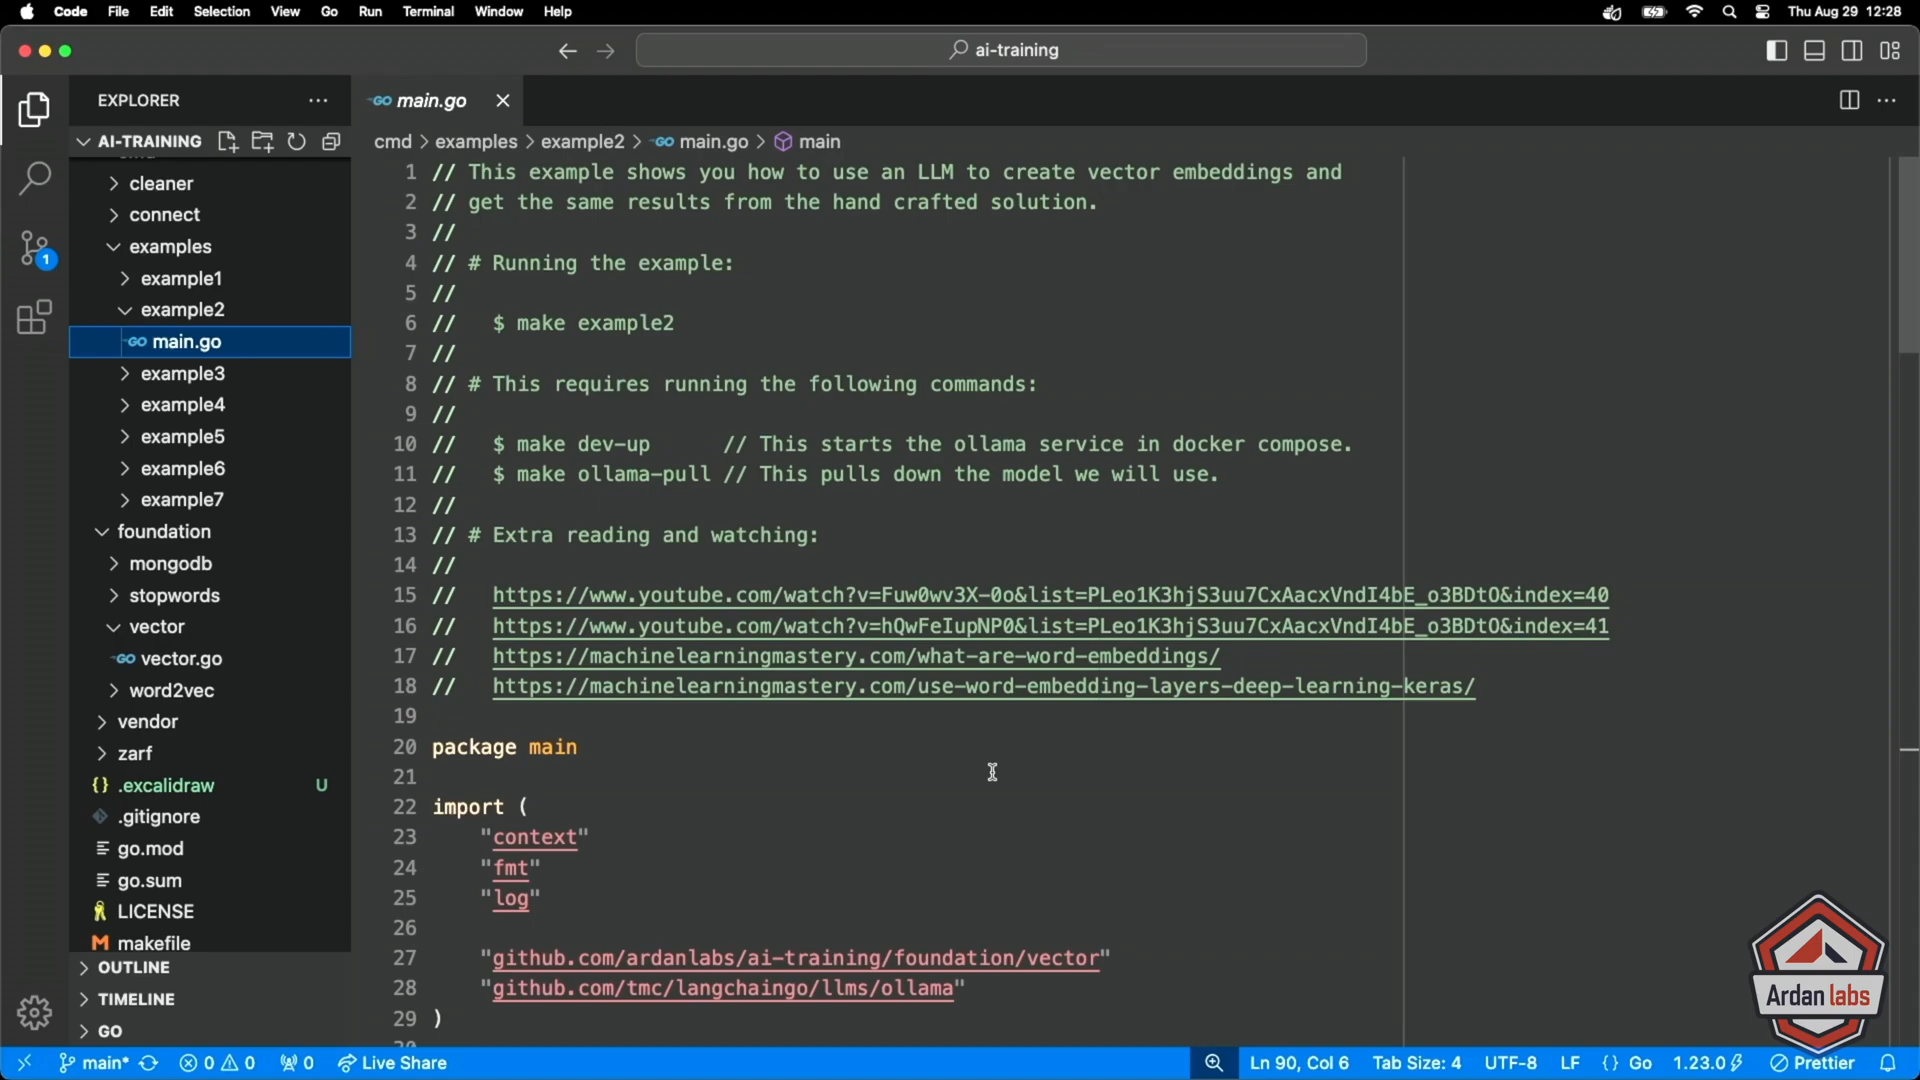 Code File Edit Selection View Go Run Terminal Window Help Thu Aug 29 12:28
ai-training
EXPLORER
main.go
AI-TRAINING
cmd > examples > example2 > main.go > main
cleaner
connect
examples
example1
example2
main.go
example3
example4
example5
example6
example7
foundation
mongodb
stopwords
vector
vector.go
word2vec
vendor
zarf
.excalidraw U
.gitignore
go.mod
go.sum
LICENSE
makefile
OUTLINE
TIMELINE
GO
1 // This example shows you how to use an LLM to create vector embeddings and
2 // get the same results from the hand crafted solution.
3 //
4 // # Running the example:
5 //
6 // $ make example2
7 //
8 // # This requires running the following commands:
9 //
10 // $ make dev-up // This starts the ollama service in docker compose.
11 // $ make ollama-pull // This pulls down the model we will use.
12 //
13 // # Extra reading and watching:
14 //
15 // https://www.youtube.com/watch?v=Fuw0wv3X-0o&list=PLeo1K3hjS3uu7CxAacxVndI4bE_o3BDtO&index=40
16 // https://www.youtube.com/watch?v=hQwFeIupNP0&list=PLeo1K3hjS3uu7CxAacxVndI4bE_o3BDtO&index=41
17 // https://machinelearningmastery.com/what-are-word-embeddings/
18 // https://machinelearningmastery.com/use-word-embedding-layers-deep-learning-keras/
19
20 package main
21
22 import (
23 "context"
24 "fmt"
25 "log"
26
27 "github.com/ardanlabs/ai-training/foundation/vector"
28 "github.com/tmc/langchaingo/llms/ollama"
29 )
Ardan labs
main* 0 0 0 Live Share Ln 90, Col 6 Tab Size: 4 UTF-8 LF {} Go 1.23.0 Prettier